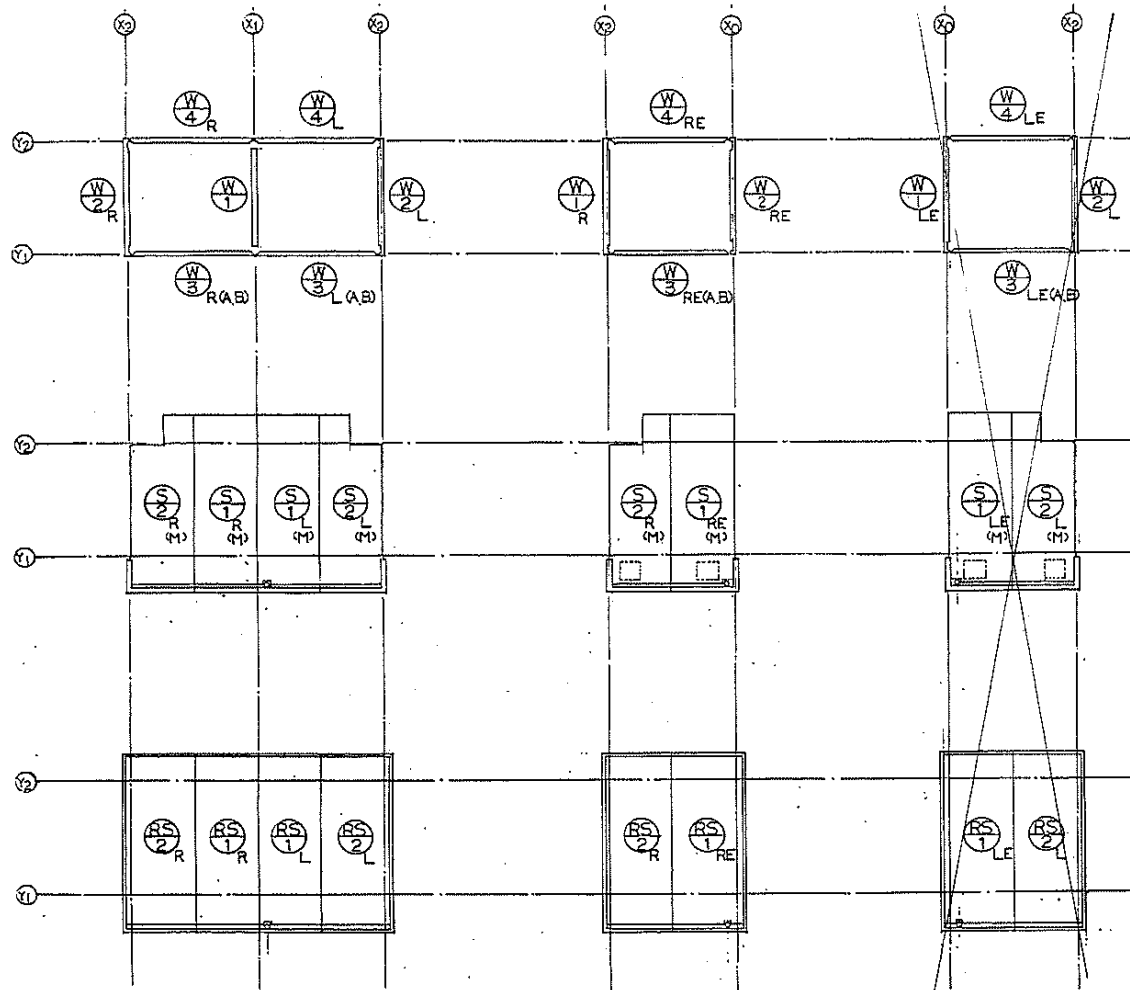 X2 X1 X2 X2 X0 X0 X2
W 4 R W 4 L W 4 RE W 4 LE
Y2
W 2 R W 1 W 2 L W 1 R W 2 RE W 1 LE W 2 L
Y1
W 3 R(A,B) W 3 L(A,B) W 3 RE(A,B) W 3 LE(A,B)
Y2
S 2 R (M) S 1 R (M) S 1 L (M) S 2 L (M) S 2 R (M) S 1 RE (M) S 1 LE (M) S 2 L (M)
Y1
Y2
RS 2 R RS 1 R RS 1 L RS 2 L RS 2 R RS 1 RE RS 1 LE RS 2 L
Y1